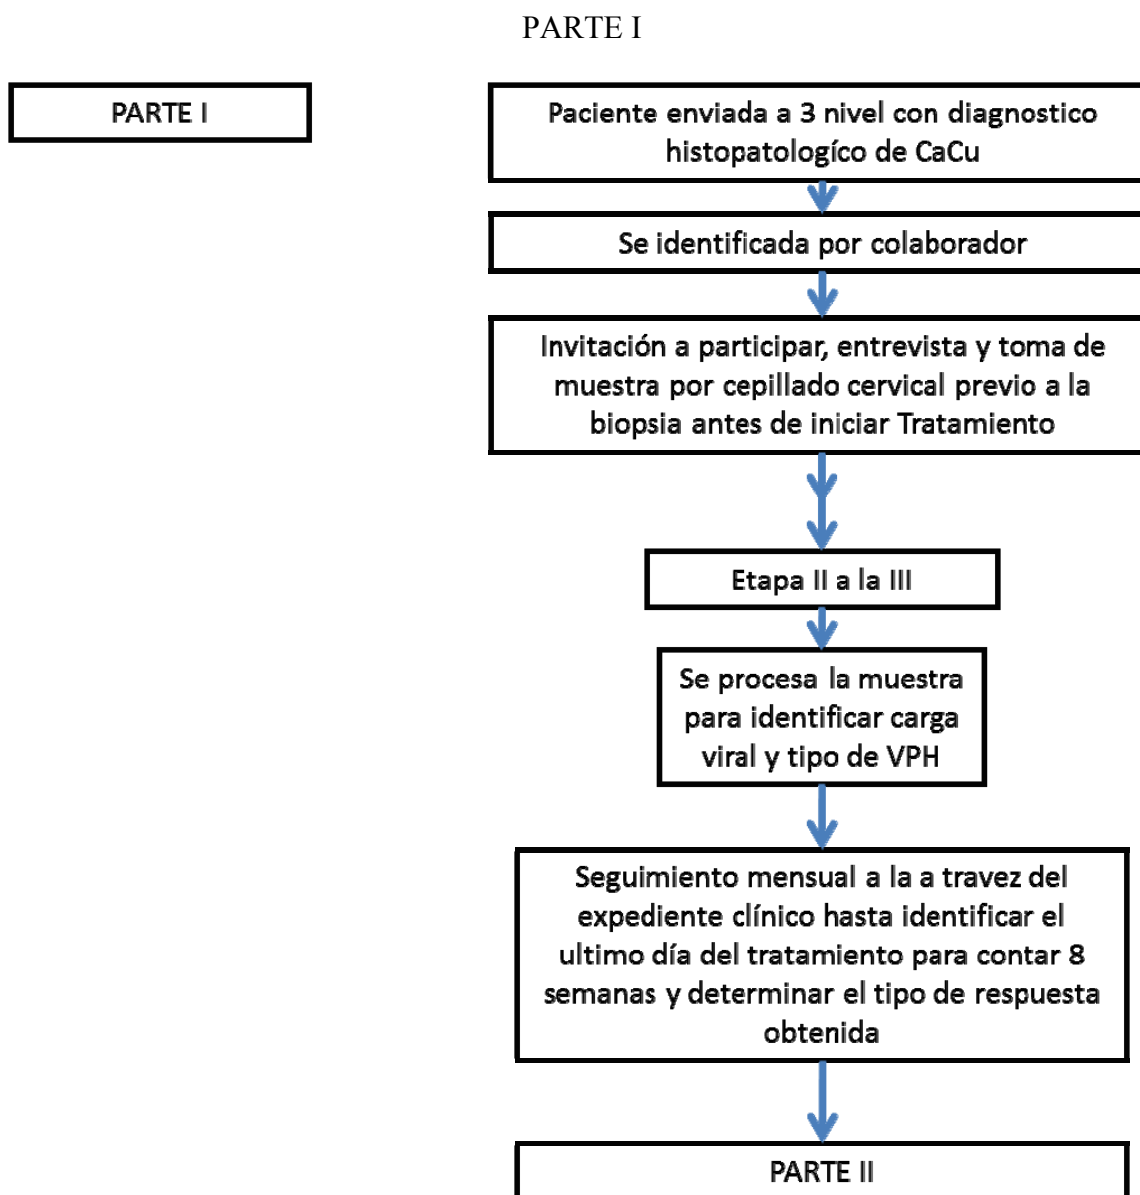 PARTE I
PARTE I
Paciente enviada a 3 nivel con diagnostico
histopatologíco de CaCu
Se identificada por colaborador
Invitación a participar, entrevista y toma de
muestra por cepillado cervical previo a la
biopsia antes de iniciar Tratamiento
Etapa II a la III
Se procesa la muestra
para identificar carga
viral y tipo de VPH
Seguimiento mensual a la a travez del
expediente clínico hasta identificar el
ultimo día del tratamiento para contar 8
semanas y determinar el tipo de respuesta
obtenida
PARTE II